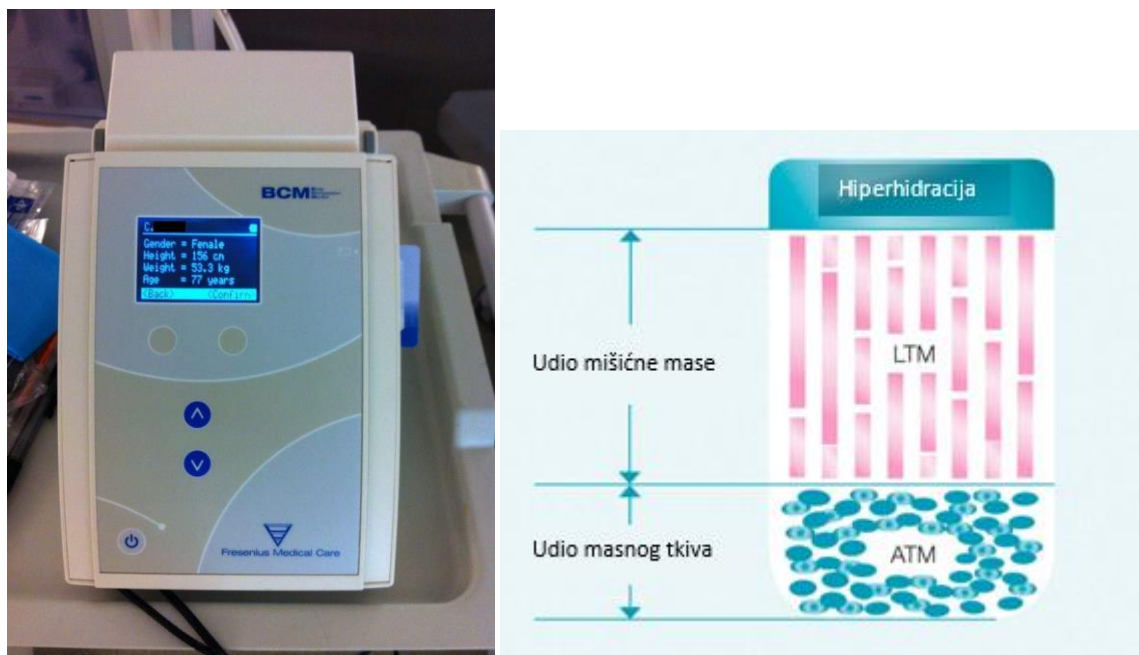 BCM
C.
Gender = Female
Height = 156 cm
Weight = 53.3 kg
Age = 77 years
<Back> <Confirm>
Fresenius Medical Care
Hiperhidracija
Udio mišićne mase
LTM
Udio masnog tkiva
ATM